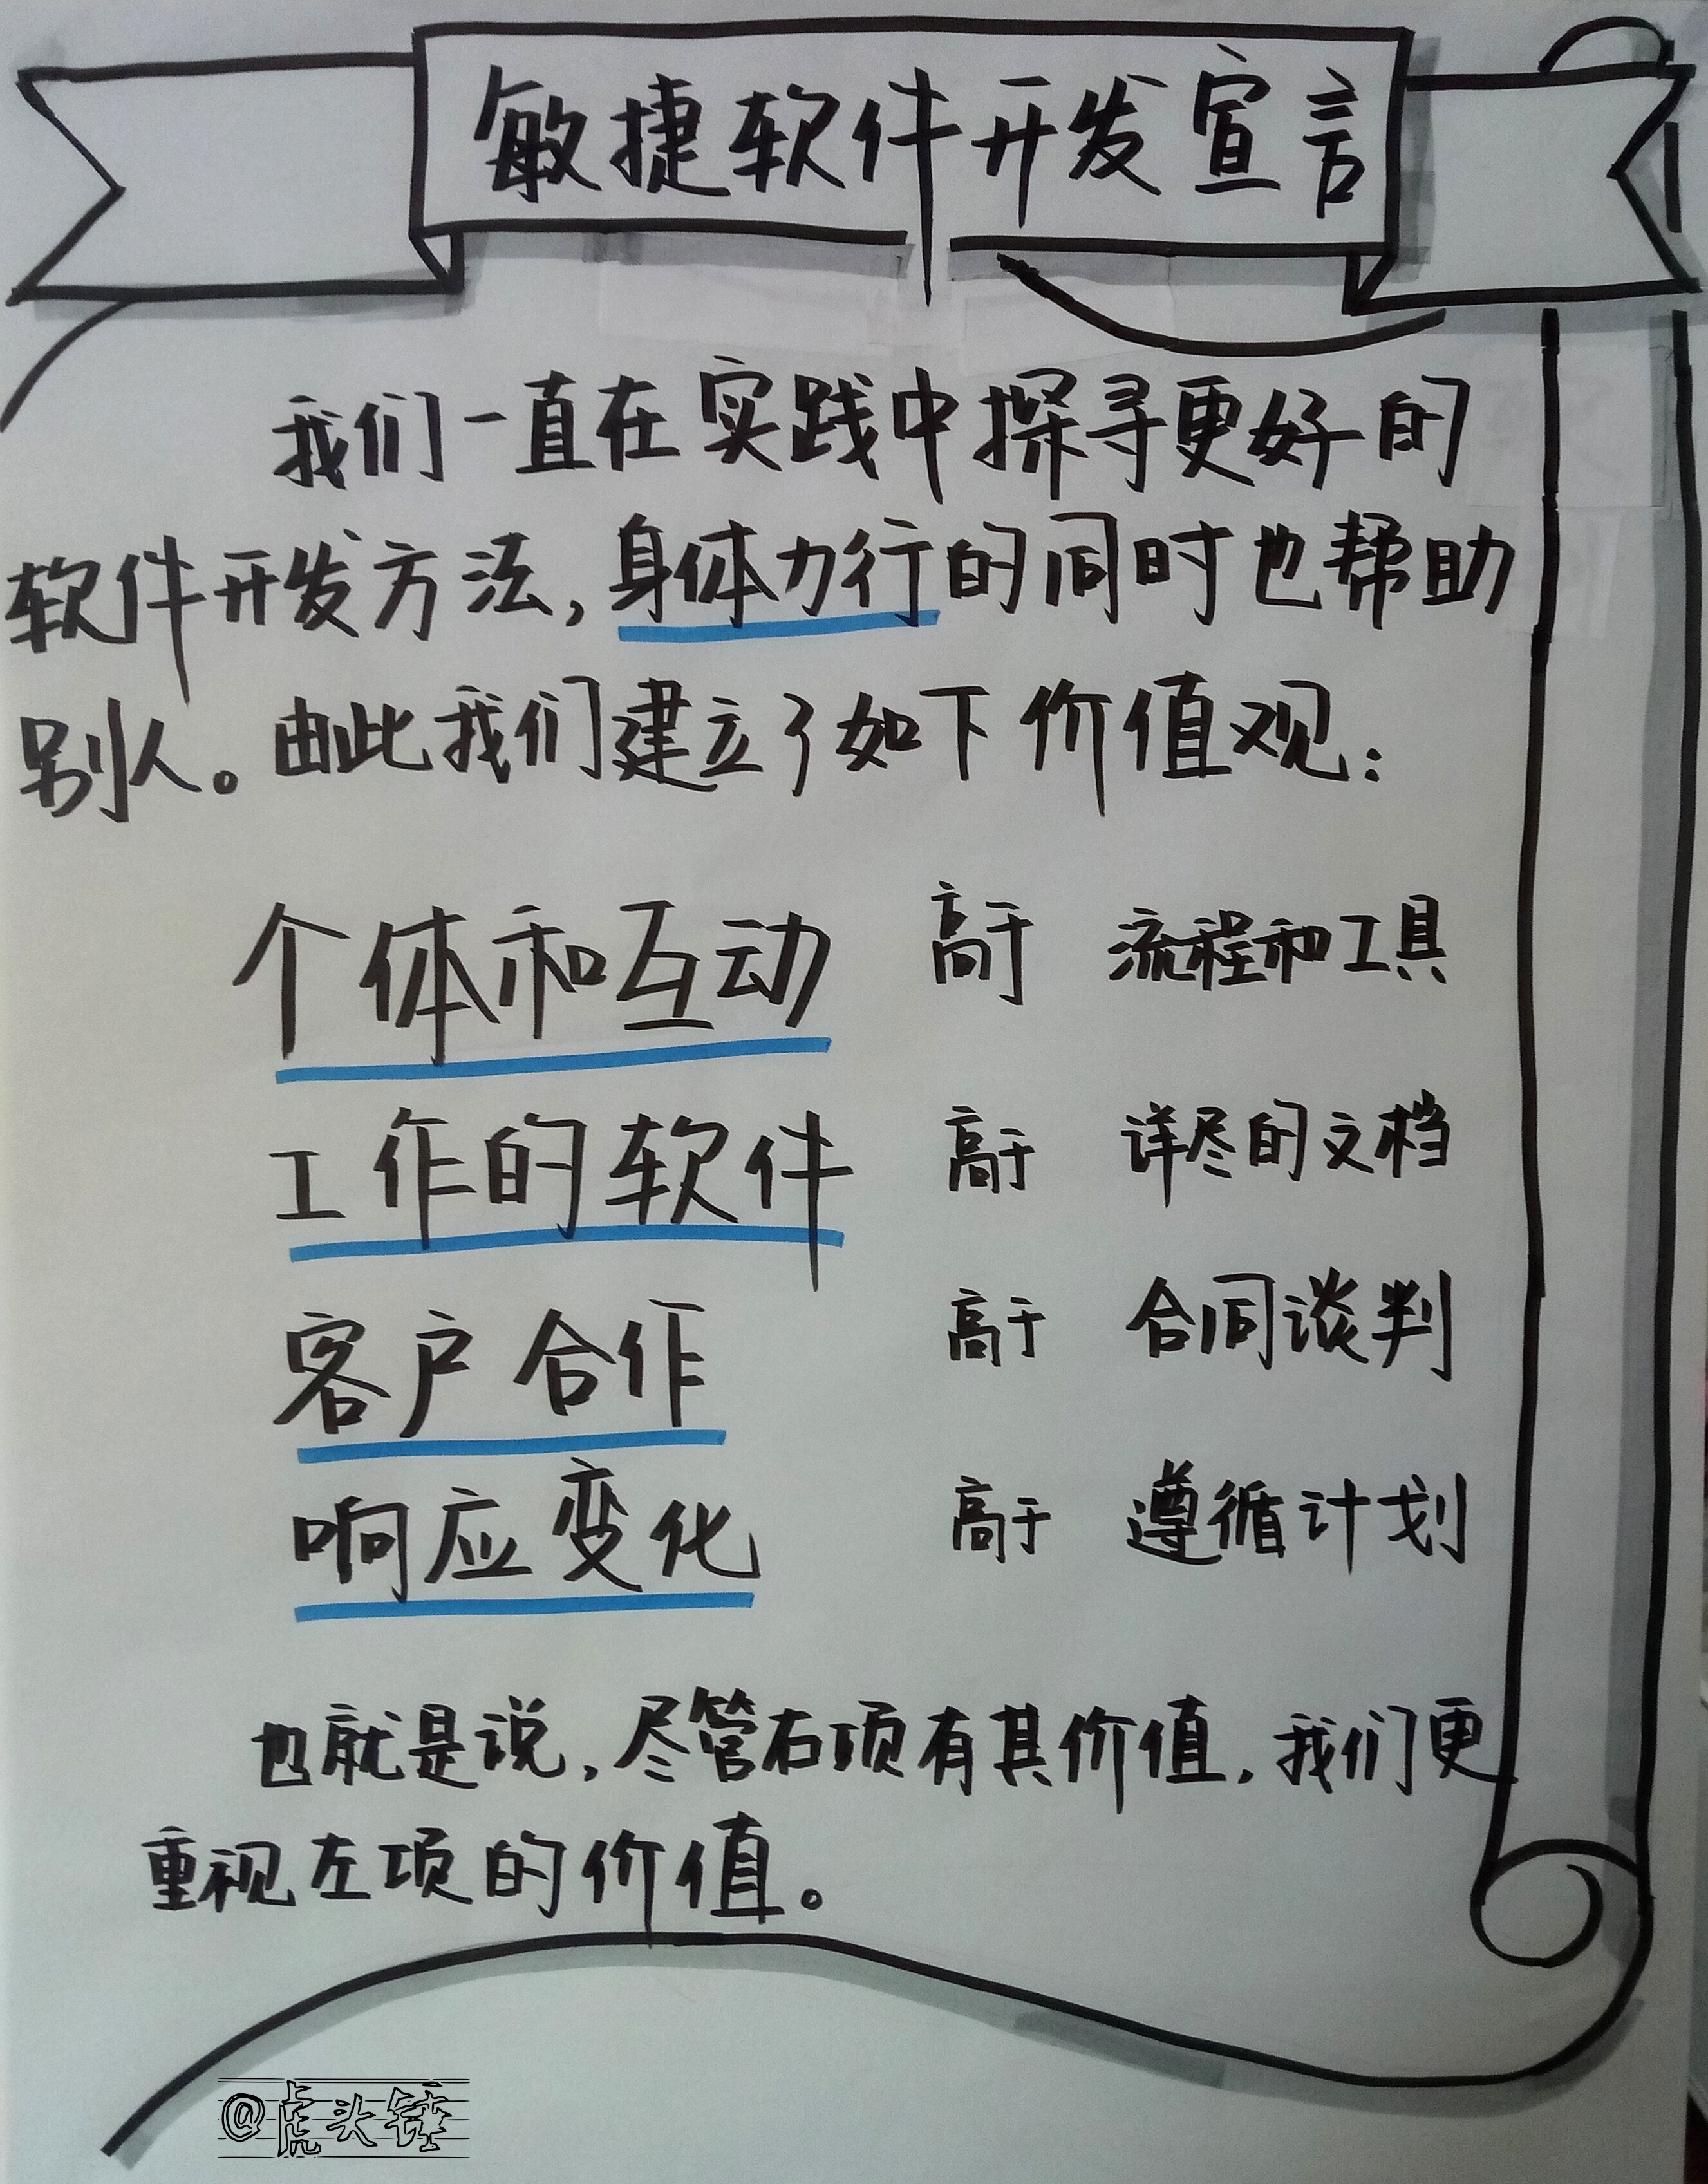 敏捷软件开发宣言
我们一直在实践中探寻更好的
软件开发方法,身体力行的同时也帮助
别人。由此我们建立了如下价值观:
个体和互动 高于 流程和工具
工作的软件 高于 详尽的文档
客户合作 高于 合同谈判
响应变化 高于 遵循计划
也就是说,尽管右项有其价值,我们更
重视左项的价值。
@虎头锤